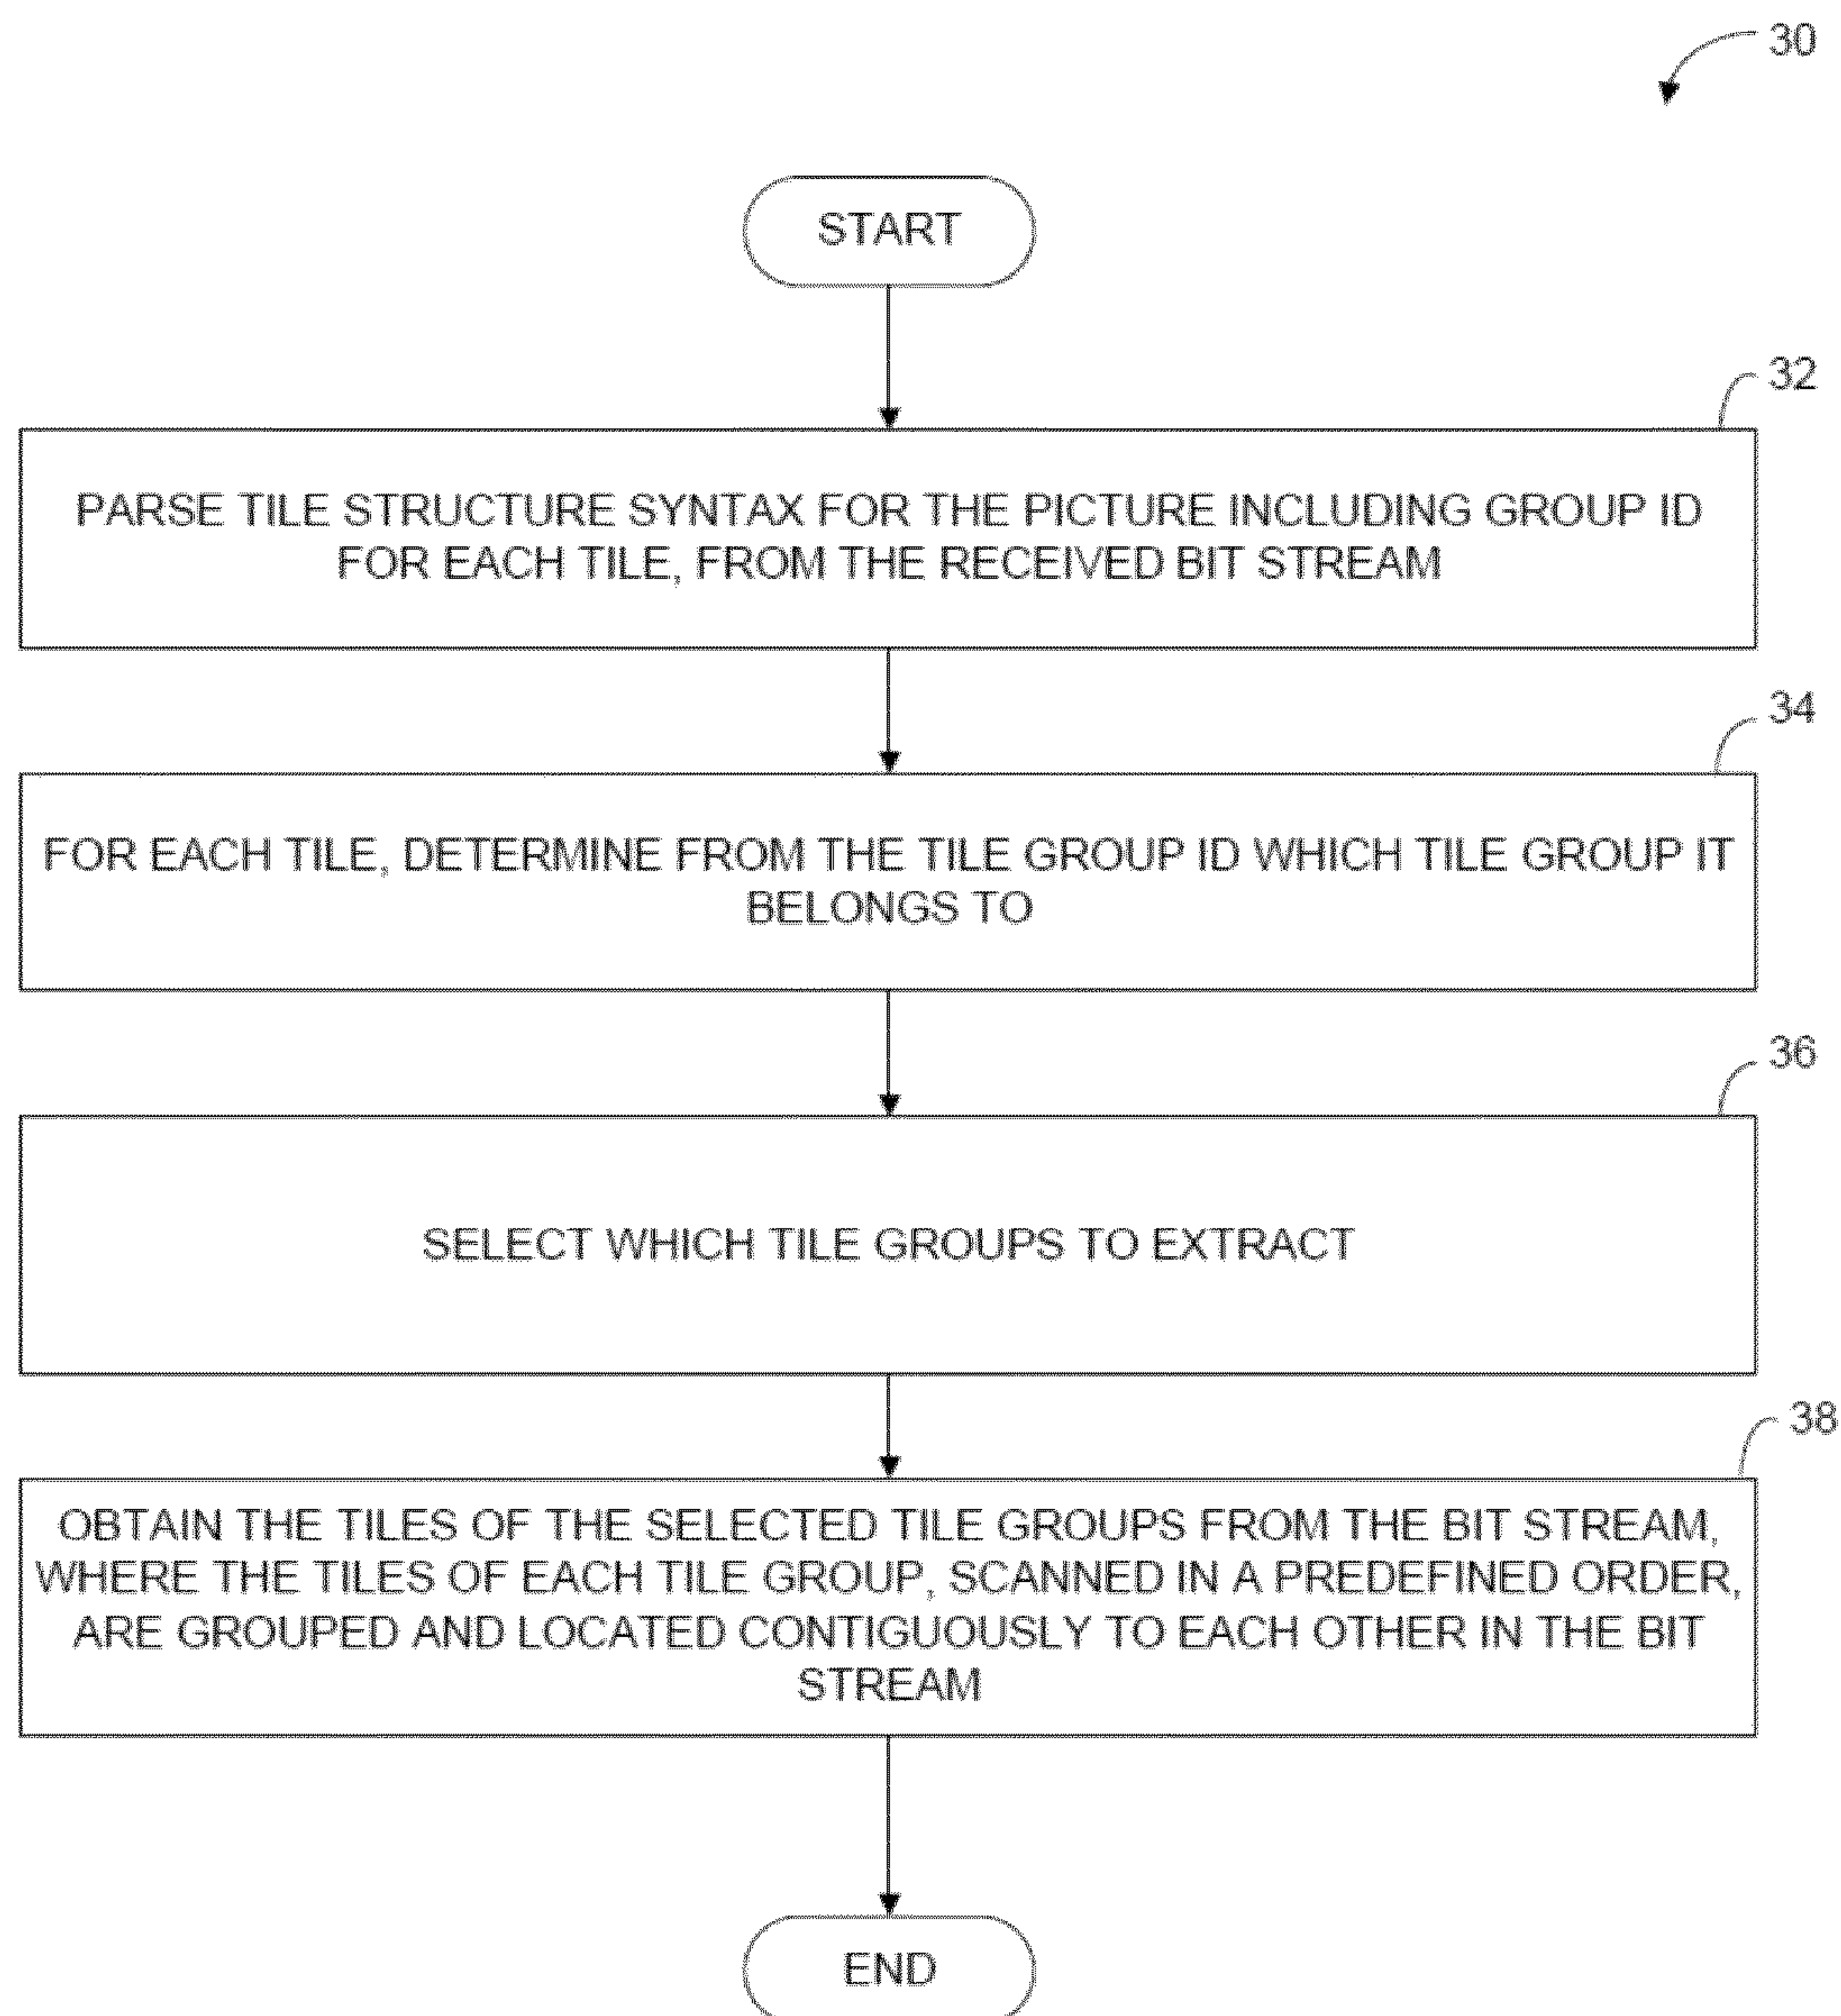 30
START
32
PARSE TILE STRUCTURE SYNTAX FOR THE PICTURE INCLUDING GROUP ID
FOR EACH TILE, FROM THE RECEIVED BIT STREAM
34
FOR EACH TILE, DETERMINE FROM THE TILE GROUP ID WHICH TILE GROUP IT
BELONGS TO
36
SELECT WHICH TILE GROUPS TO EXTRACT
38
OBTAIN THE TILES OF THE SELECTED TILE GROUPS FROM THE BIT STREAM,
WHERE THE TILES OF EACH TILE GROUP, SCANNED IN A PREDEFINED ORDER,
ARE GROUPED AND LOCATED CONTIGUOUSLY TO EACH OTHER IN THE BIT
STREAM
END